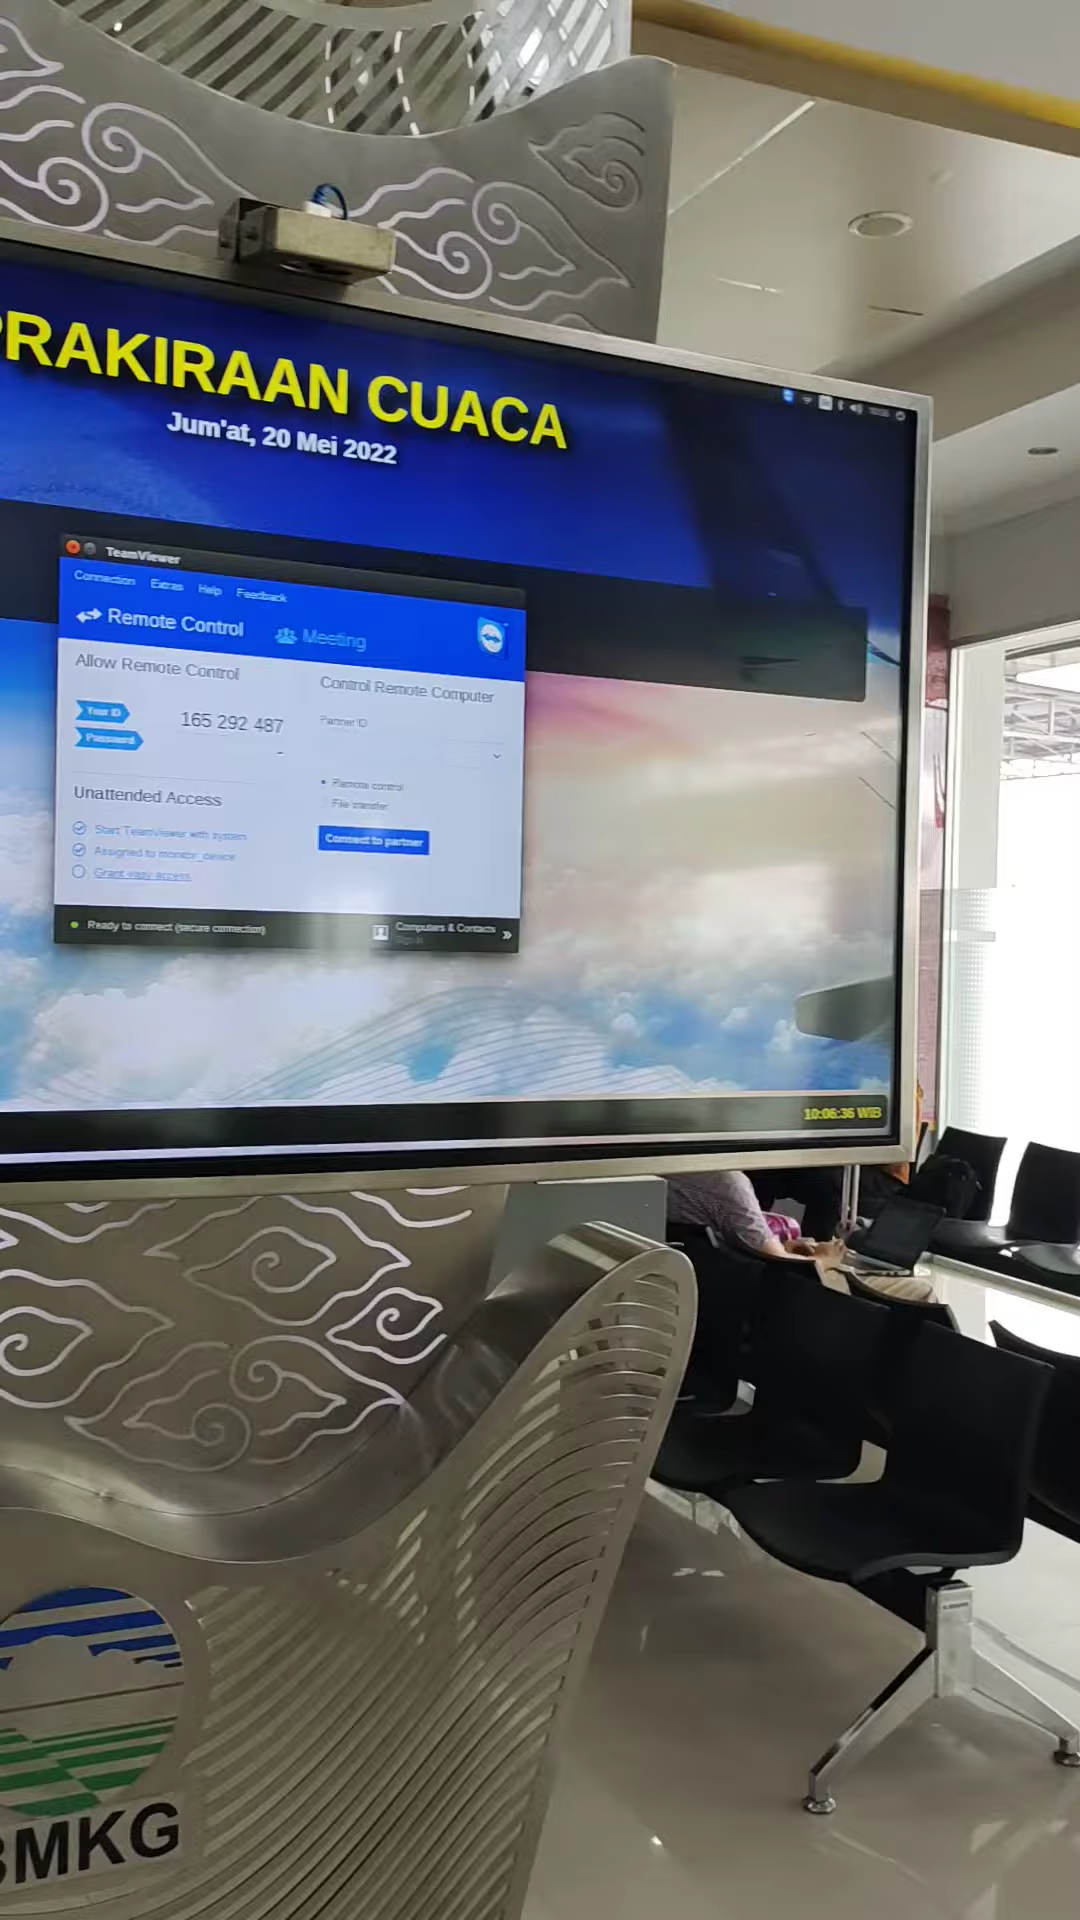 PRAKIRAAN CUACA
Jum'at, 20 Mei 2022
TeamViewer
Connection Extras Help Feedback
Remote Control Meeting
Allow Remote Control
Control Remote Computer
Your ID 165 292 487
Partner ID
Password -
Remote control
Unattended Access
File transfer
Start TeamViewer with system
Connect to partner
Assigned to monitor_device
Grant easy access
Ready to connect (secure connection)
Computers & Contacts
10:06:36 WIB
BMKG